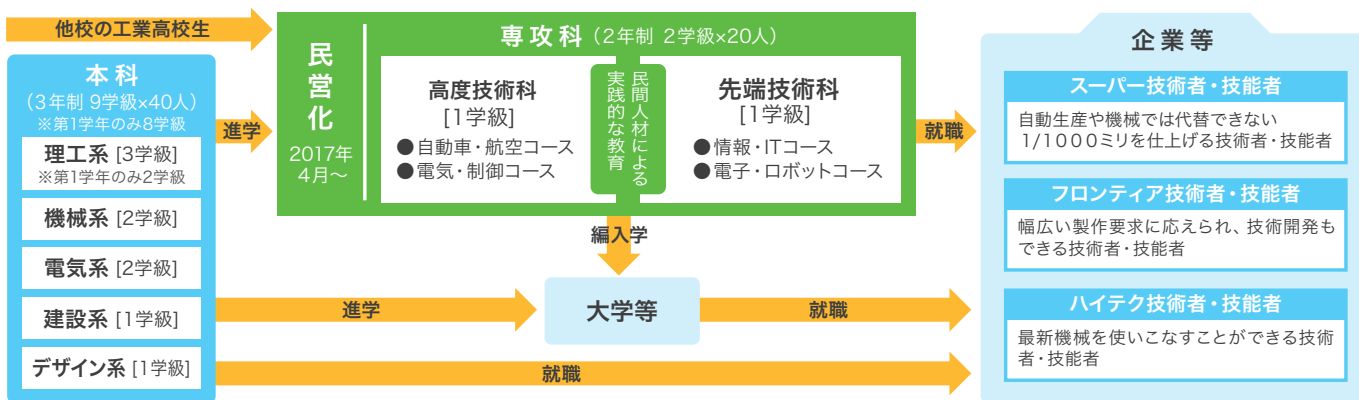 他校の工業高校生
本科
（3年制 9学級×40人）
※第1学年のみ8学級
理工系 [3学級]
※第1学年のみ2学級
機械系 [2学級]
電気系 [2学級]
建設系 [1学級]
デザイン系 [1学級]
進学
民営化
2017年
4月～
専攻科（2年制 2学級×20人）
高度技術科
[1学級]
●自動車・航空コース
●電気・制御コース
民間人材による
実践的な教育
先端技術科
[1学級]
●情報・ITコース
●電子・ロボットコース
就職
編入学
進学
大学等
就職
就職
企業等
スーパー技術者・技能者
自動生産や機械では代替できない
1/1000ミリを仕上げる技術者・技能者
フロンティア技術者・技能者
幅広い製作要求に応えられ、技術開発も
できる技術者・技能者
ハイテク技術者・技能者
最新機械を使いこなすことができる技術
者・技能者